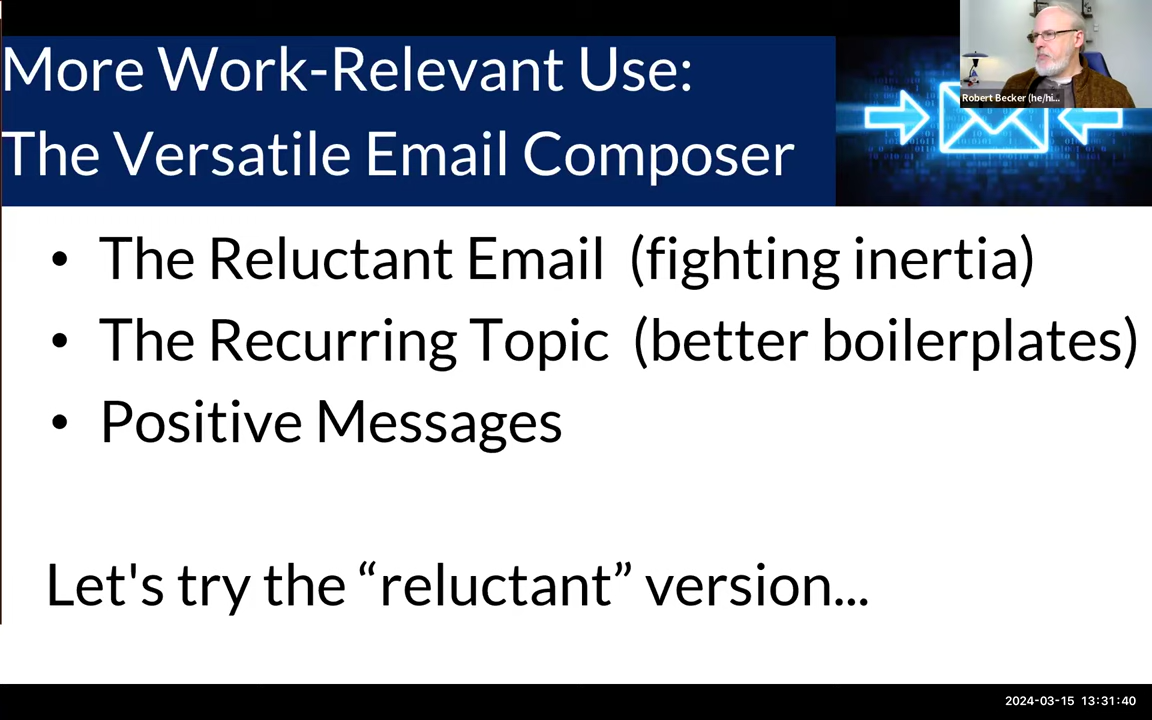 More Work-Relevant Use:
The Versatile Email Composer
Robert Becker (he/hi...
• The Reluctant Email (fighting inertia)
• The Recurring Topic (better boilerplates)
• Positive Messages
Let's try the “reluctant” version...
2024-03-15 13:31:40